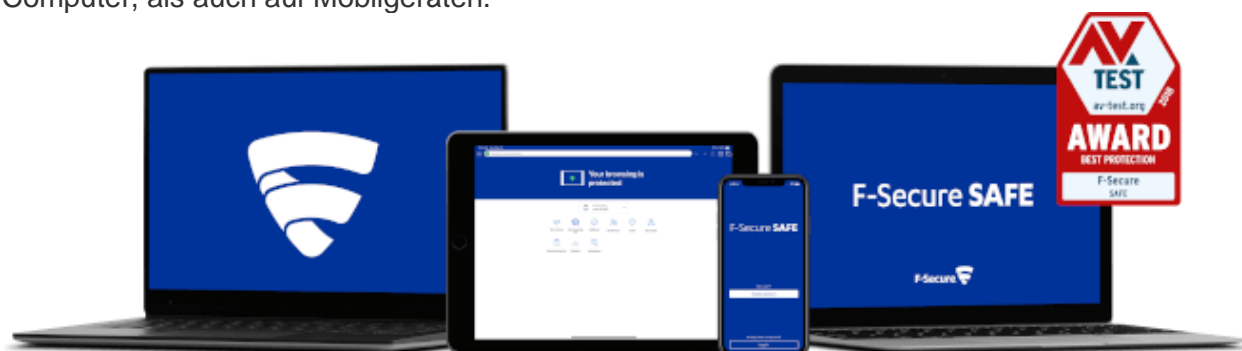 Computer, als auch auf Mobilgeräten.
AV
TEST
av-test.org
2018
AWARD
BEST PROTECTION
F-Secure
SAFE
Your browsing is
protected
F-Secure SAFE
F-Secure SAFE
F-Secure